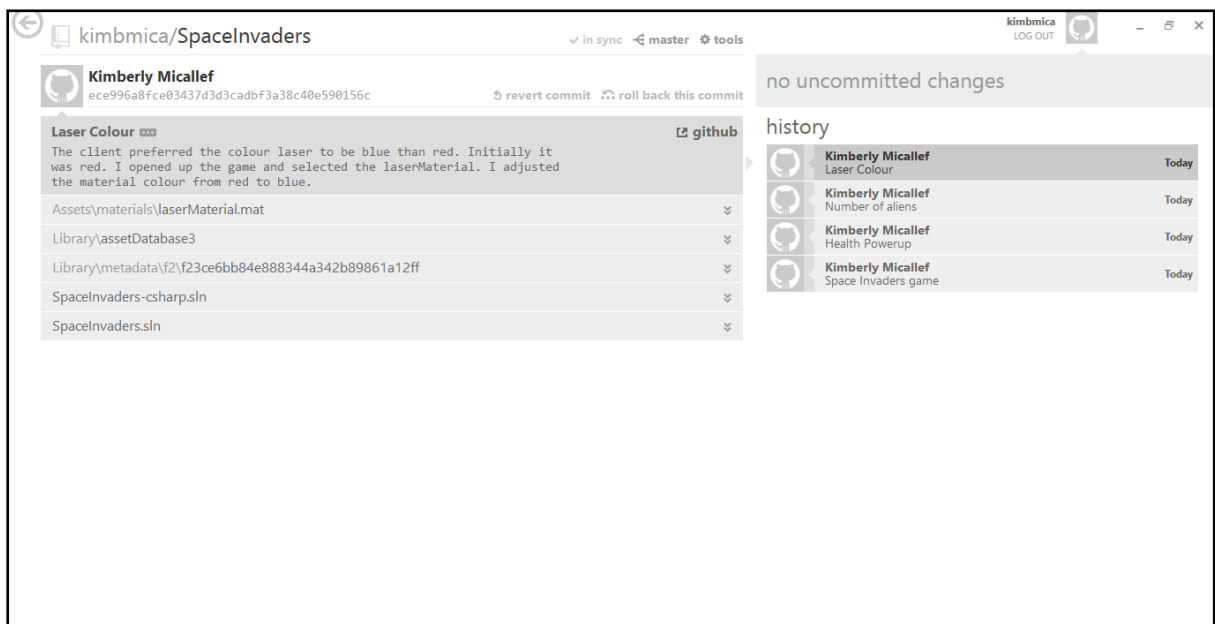 kimbmica/SpaceInvaders
in sync master tools
kimbmica
LOG OUT
Kimberly Micallef
ece996a8fce03437d3d3cadbf3a38c40e590156c
revert commit roll back this commit
Laser Colour
github
The client preferred the colour laser to be blue than red. Initially it
was red. I opened up the game and selected the laserMaterial. I adjusted
the material colour from red to blue.
Assets\materials\laserMaterial.mat
Library\assetDatabase3
Library\metadata\f2\f23ce6bb84e888344a342b89861a12ff
SpaceInvaders-csharp.sln
SpaceInvaders.sln
no uncommitted changes
history
Kimberly Micallef
Laser Colour
Today
Kimberly Micallef
Number of aliens
Today
Kimberly Micallef
Health Powerup
Today
Kimberly Micallef
Space Invaders game
Today